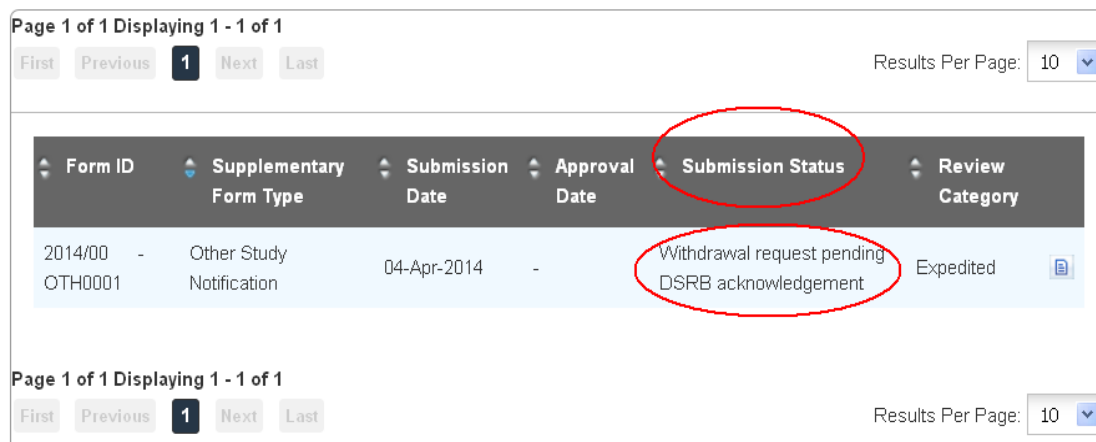 Page 1 of 1 Displaying 1 - 1 of 1
First Previous 1 Next Last
Results Per Page: 10
Form ID
Supplementary Form Type
Submission Date
Approval Date
Submission Status
Review Category
2014/00 - OTH0001
Other Study Notification
04-Apr-2014
-
Withdrawal request pending
DSRB acknowledgement
Expedited
Page 1 of 1 Displaying 1 - 1 of 1
First Previous 1 Next Last
Results Per Page: 10